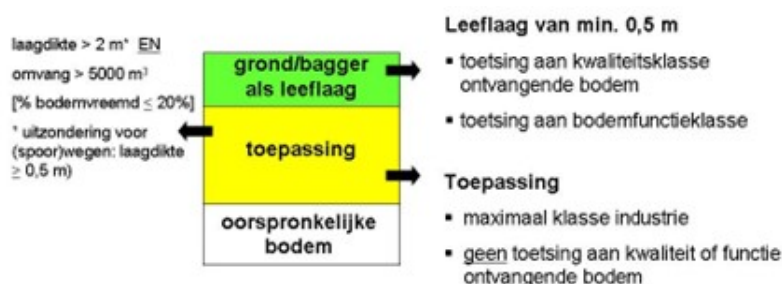 laagdikte > 2 m* EN
omvang > 5000 m³
[% bodemvreemd ≤ 20%]
* uitzondering voor
(spoor)wegen: laagdikte
≥ 0,5 m)
grond/bagger
als leeflaag
toepassing
oorspronkelijke
bodem
Leeflaag van min. 0,5 m
▪ toetsing aan kwaliteitsklasse
ontvangende bodem
▪ toetsing aan bodemfunctieklasse
Toepassing
▪ maximaal klasse industrie
▪ geen toetsing aan kwaliteit of functie
ontvangende bodem